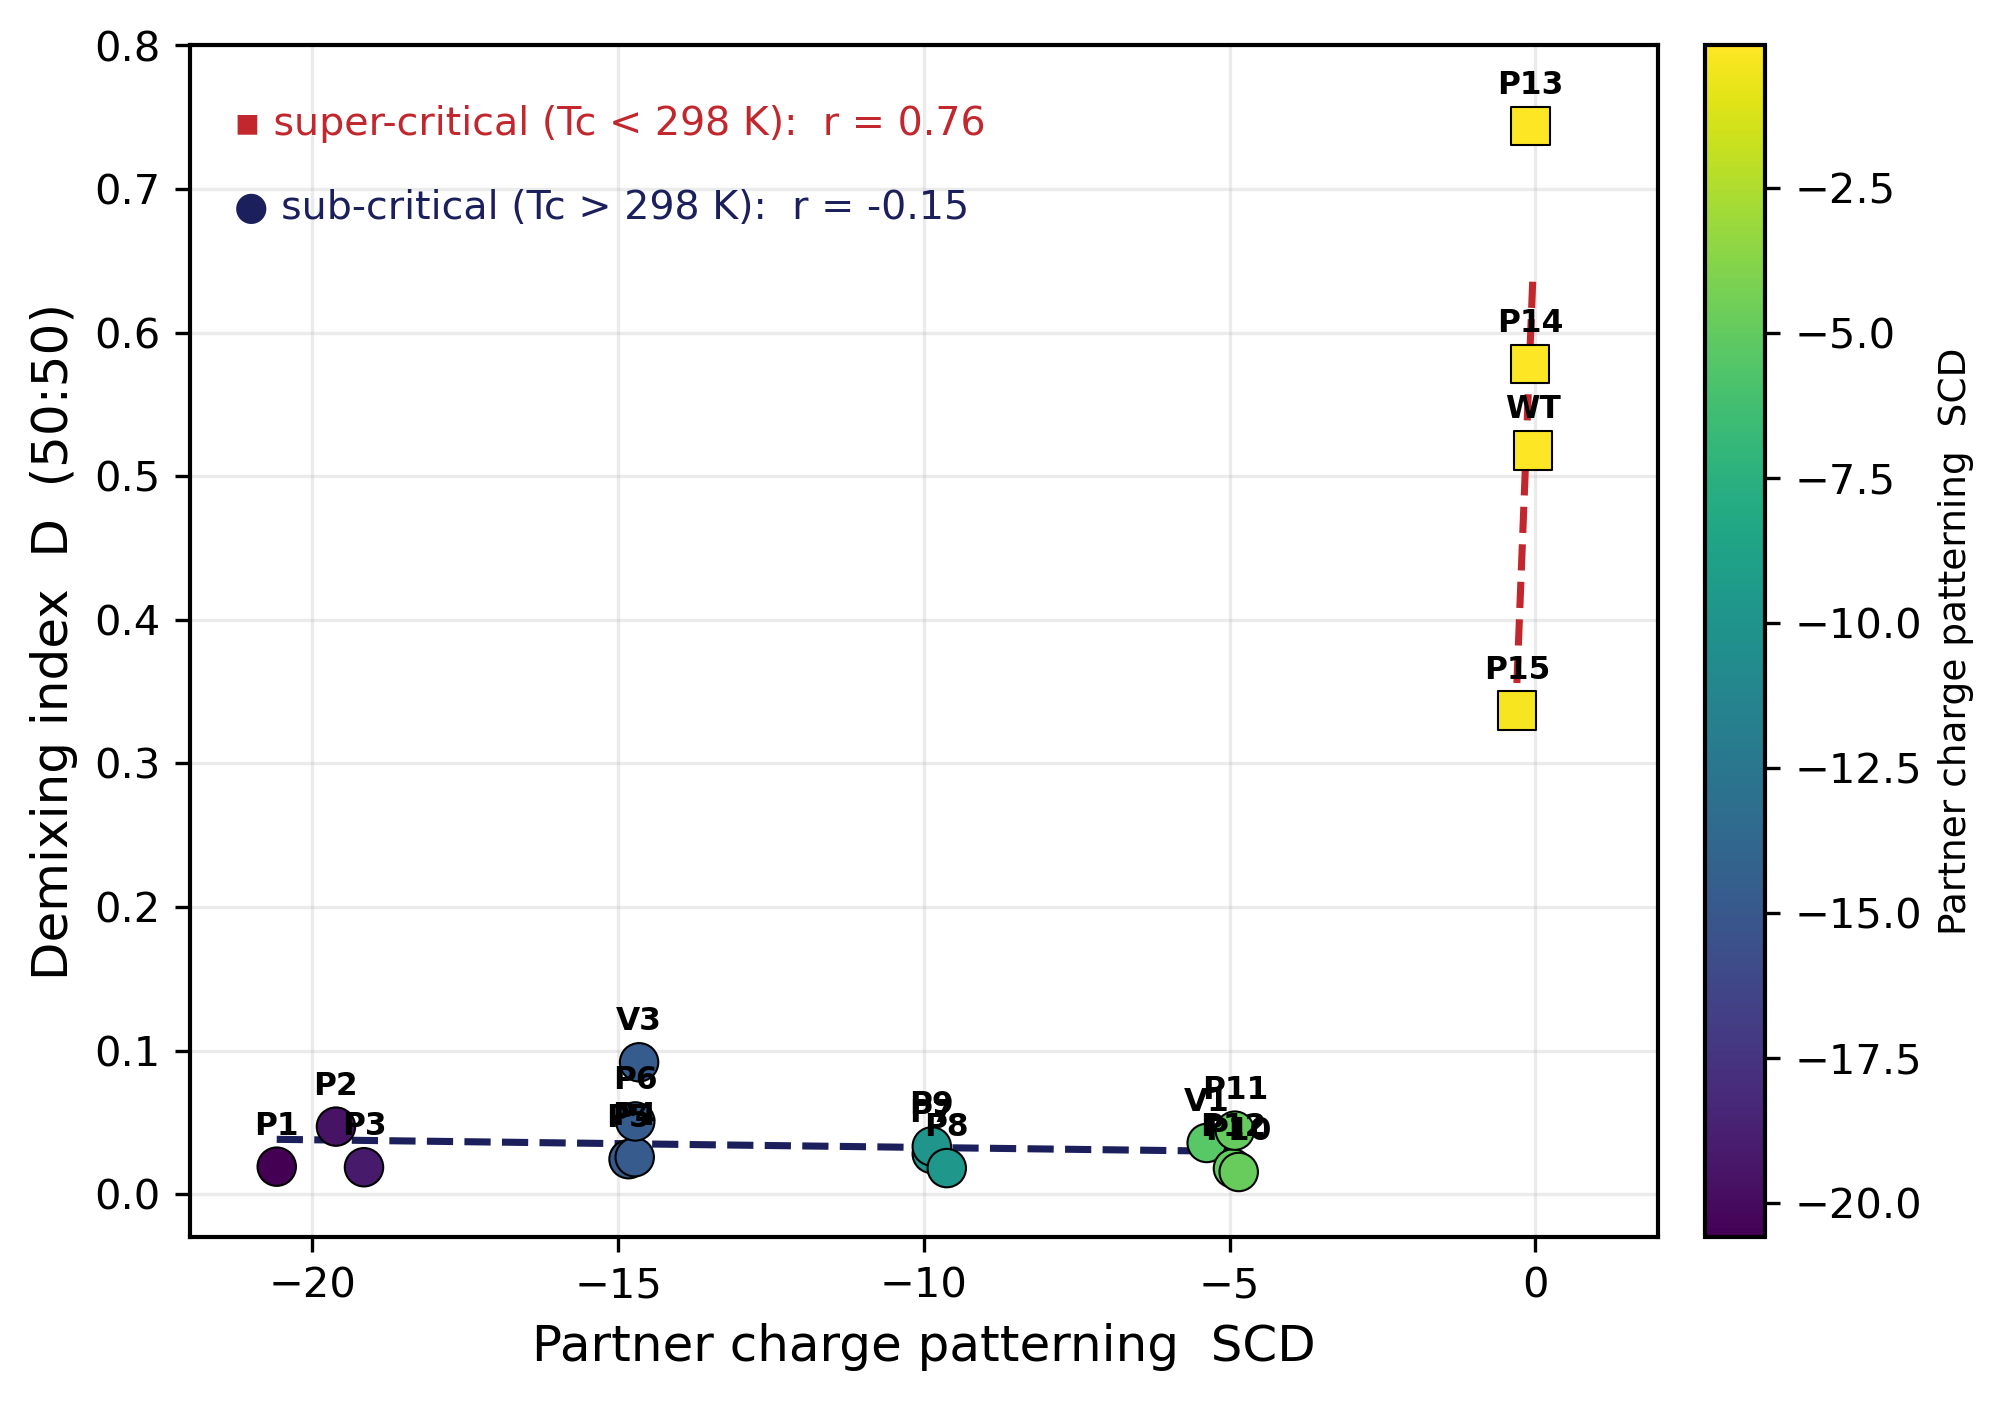 ■ super-critical (Tc < 298 K):  r = 0.76
● sub-critical (Tc > 298 K):  r = -0.15
P13
P14
WT
P15
V3
P6
P2
P1
P3
P9
P8
P11
V1
P10
0.8
0.7
0.6
0.5
0.4
0.3
0.2
0.1
0.0
Demixing index  D  (50:50)
−20
−15
−10
−5
0
Partner charge patterning  SCD
−2.5
−5.0
−7.5
−10.0
−12.5
−15.0
−17.5
−20.0
Partner charge patterning  SCD